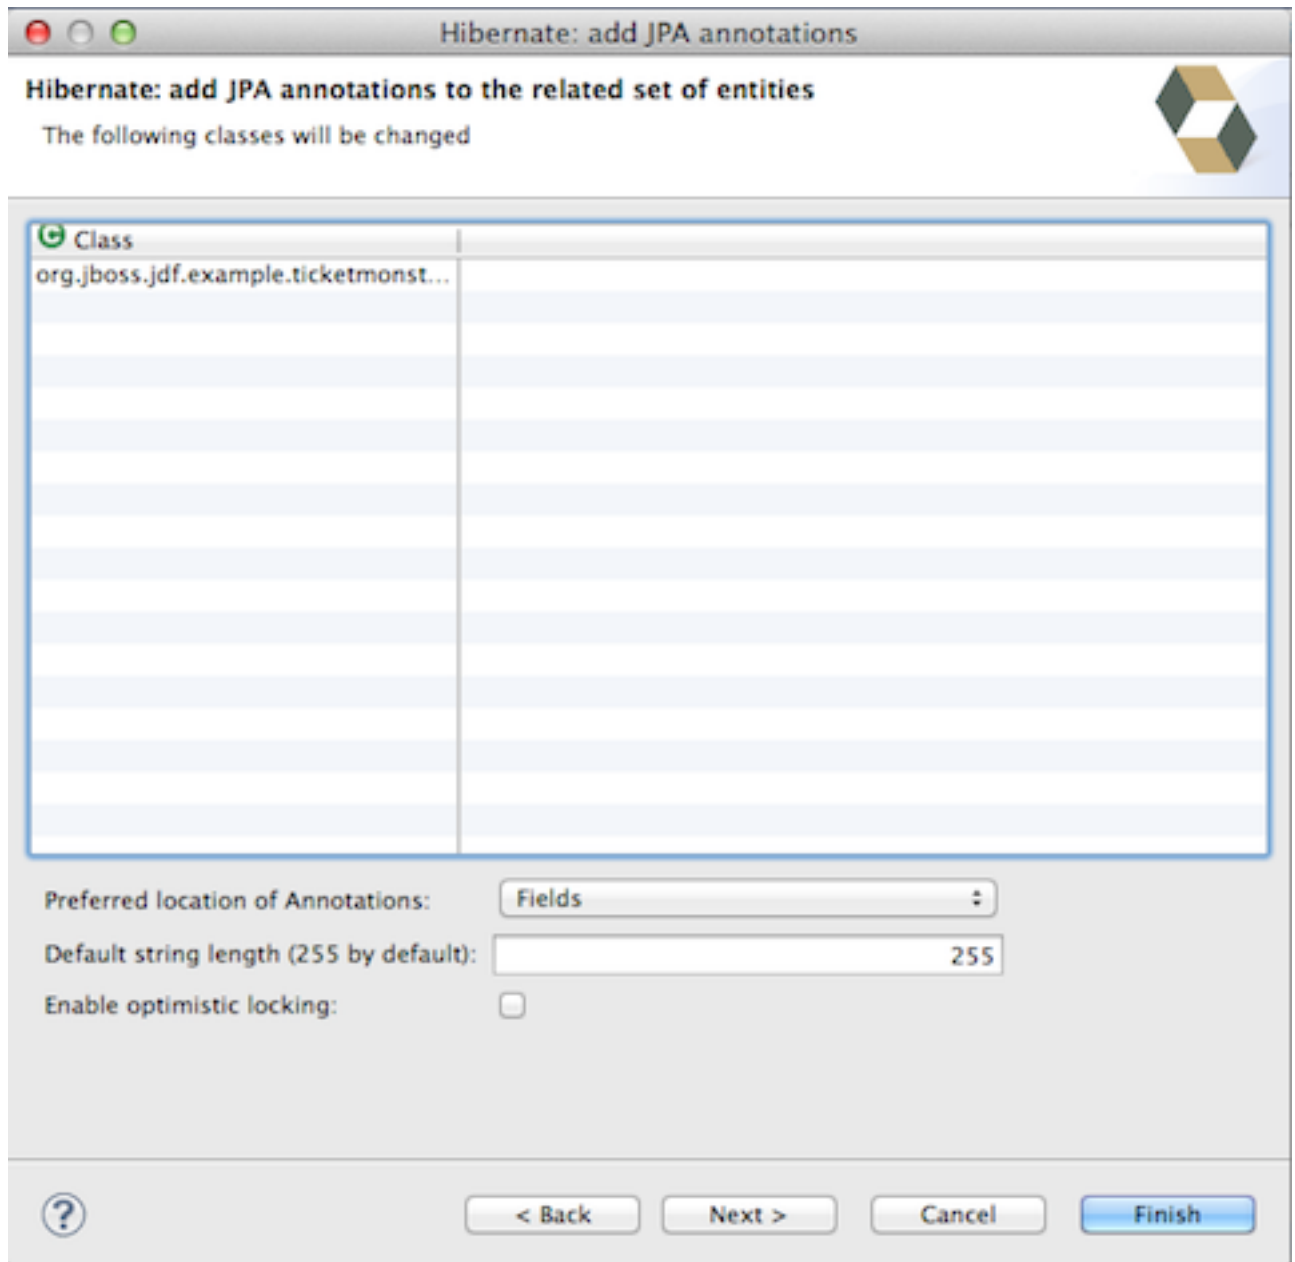 Hibernate: add JPA annotations
Hibernate: add JPA annotations to the related set of entities
The following classes will be changed
Class
org.jboss.jdf.example.ticketmonst...
Preferred location of Annotations: Fields
Default string length (255 by default): 255
Enable optimistic locking:
? < Back Next > Cancel Finish